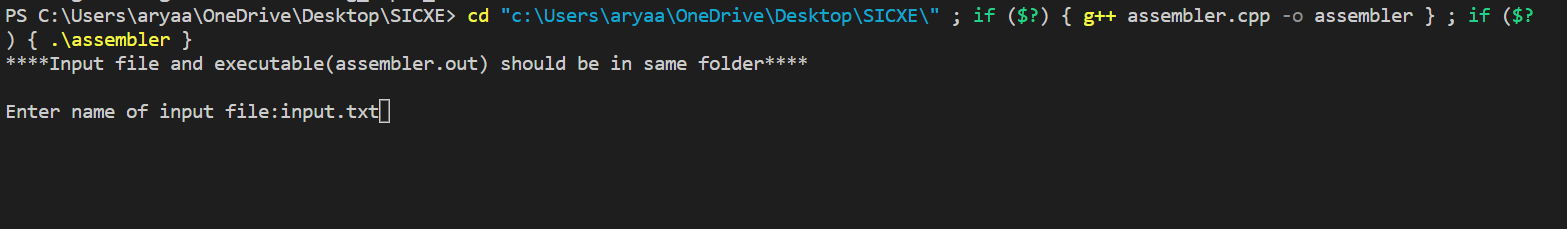 PS C:\Users\aryaa\OneDrive\Desktop\SICXE> cd "c:\Users\aryaa\OneDrive\Desktop\SICXE\" ; if ($?) { g++ assembler.cpp -o assembler } ; if ($?
) { .\assembler }
****Input file and executable(assembler.out) should be in same folder****
Enter name of input file:input.txt